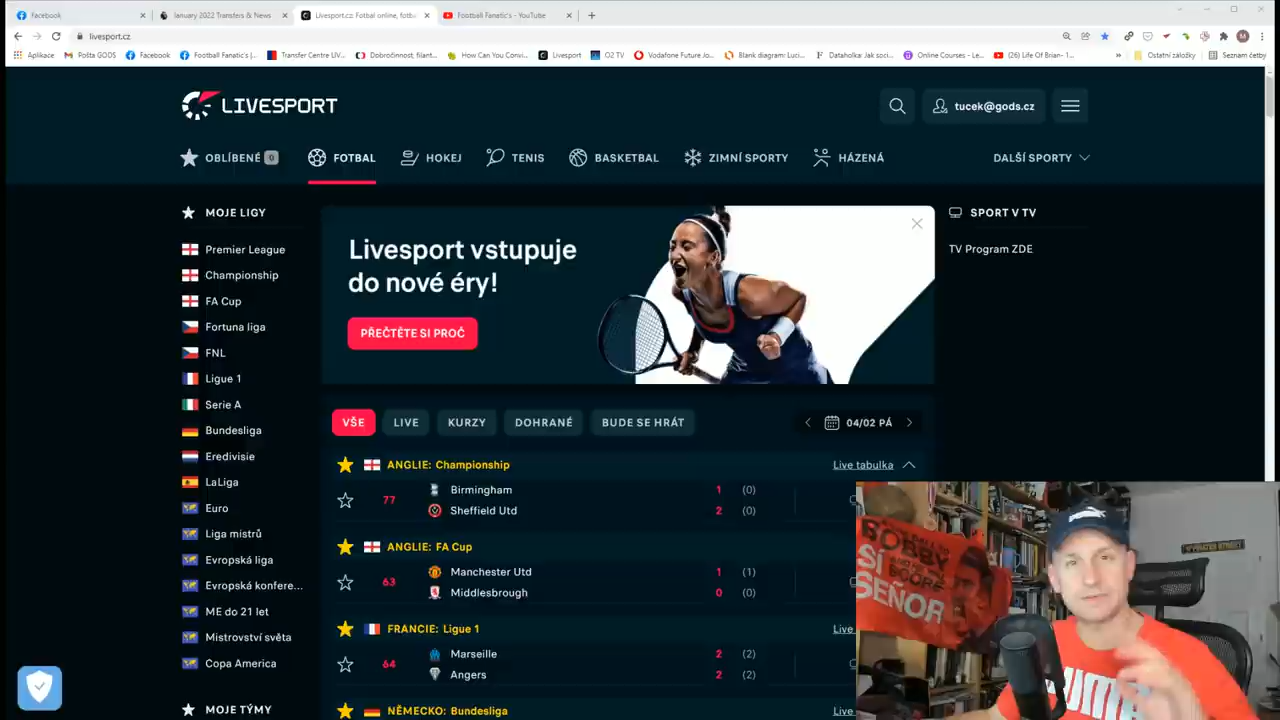 Facebook
January 2022 Transfers & News
Livesport.cz: Fotbal online, fotb
Football Fanatic's - YouTube
livesport.cz
Aplikace
Pošta GODS
Facebook
Football Fanatic's (...
Transfer Centre LIV...
Dobročinnost, filant...
How Can You Convi...
Livesport
O2 TV
Vodafone Future Jo...
Blank diagram: Luci...
Dataholka: Jak soci...
Online Courses - Le...
(26) Life Of Brian- 1...
»
Ostatní záložky
Seznam četby
LIVESPORT
tucek@gods.cz
OBLÍBENÉ 0
FOTBAL
HOKEJ
TENIS
BASKETBAL
ZIMNÍ SPORTY
HÁZENÁ
DALŠÍ SPORTY
MOJE LIGY
Premier League
Championship
FA Cup
Fortuna liga
FNL
Ligue 1
Serie A
Bundesliga
Eredivisie
LaLiga
Euro
Liga mistrů
Evropská liga
Evropská konfere...
ME do 21 let
Mistrovství světa
Copa America
MOJE TÝMY
Livesport vstupuje
do nové éry!
PŘEČTĚTE SI PROČ
SPORT V TV
TV Program ZDE
VŠE
LIVE
KURZY
DOHRANÉ
BUDE SE HRÁT
04/02 PÁ
ANGLIE: Championship
Live tabulka
77
Birmingham 1 (0)
Sheffield Utd 2 (0)
ANGLIE: FA Cup
63
Manchester Utd 1 (1)
Middlesbrough 0 (0)
FRANCIE: Ligue 1
Live
64
Marseille 2 (2)
Angers 2 (2)
NĚMECKO: Bundesliga
Live
BOBBY
SI
SEÑOR
PUMA